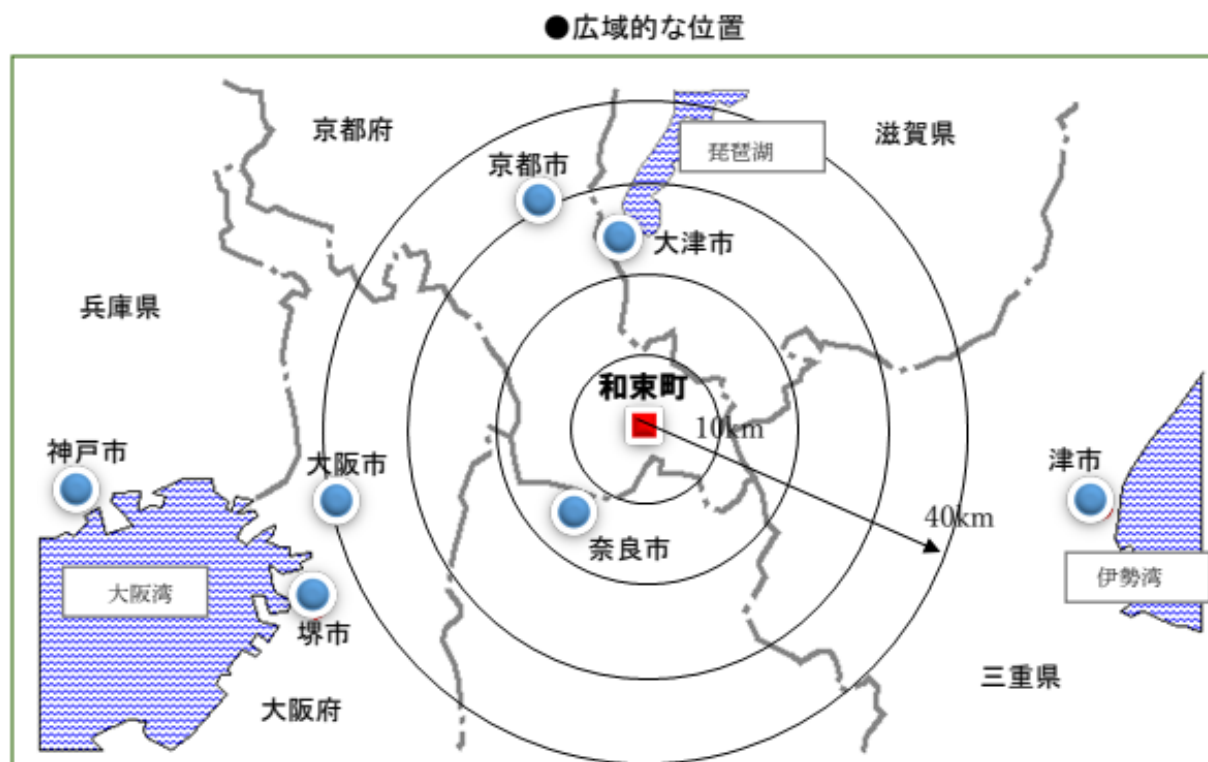 ●広域的な位置
京都府
滋賀県
京都市
琵琶湖
大津市
兵庫県
和束町
10km
神戸市
大阪市
津市
40km
奈良市
大阪湾
伊勢湾
堺市
三重県
大阪府